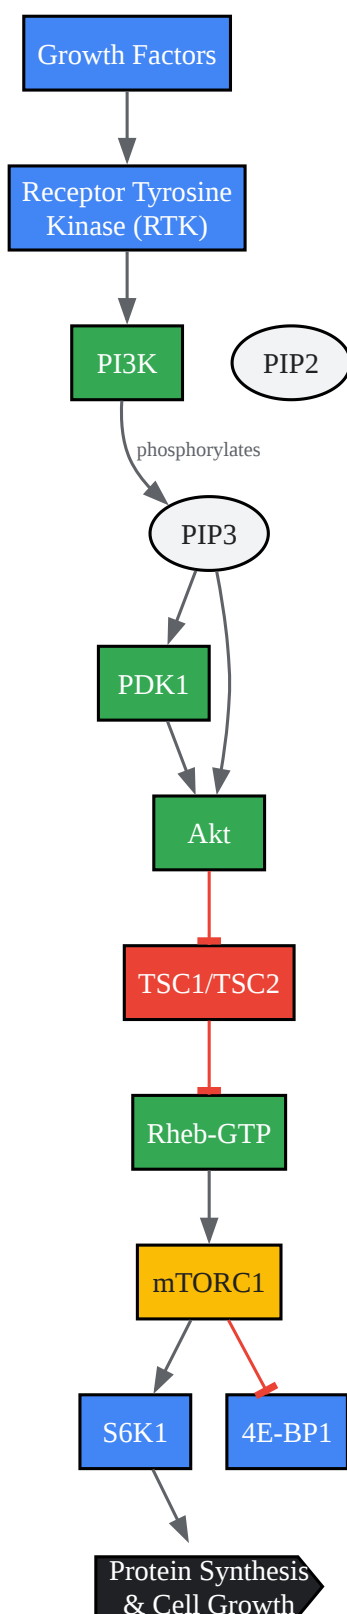 Growth Factors
Receptor Tyrosine
Kinase (RTK)
PI3K
PIP2
phosphorylates
PIP3
PDK1
Akt
TSC1/TSC2
Rheb-GTP
mTORC1
S6K1
4E-BP1
Protein Synthesis
& Cell Growth